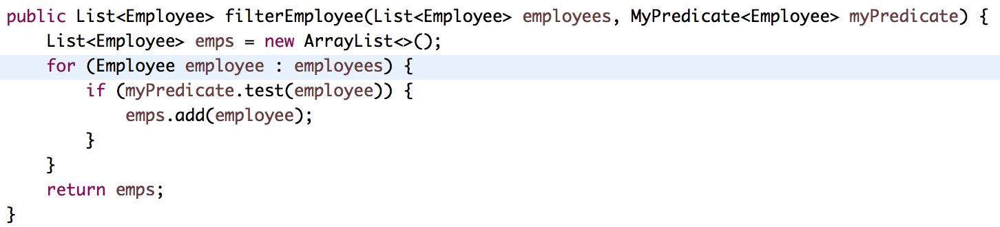 public List<Employee> filterEmployee(List<Employee> employees, MyPredicate<Employee> myPredicate) {
    List<Employee> emps = new ArrayList<>();
    for (Employee employee : employees) {
        if (myPredicate.test(employee)) {
            emps.add(employee);
        }
    }
    return emps;
}